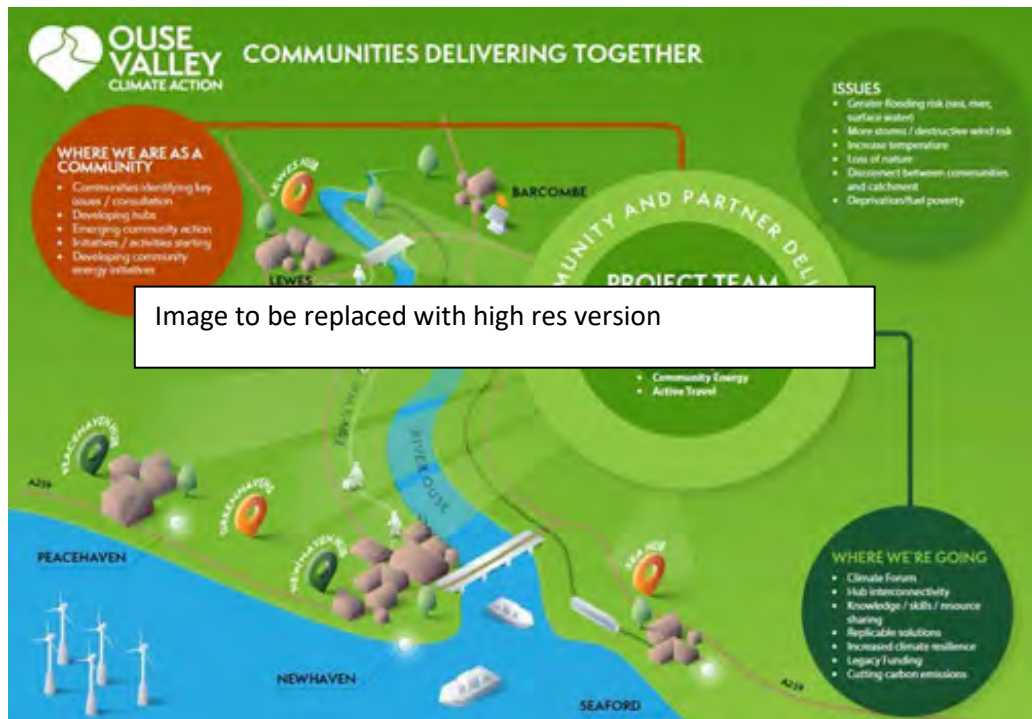 OUSE
VALLEY
CLIMATE ACTION
COMMUNITIES DELIVERING TOGETHER
WHERE WE ARE AS A
COMMUNITY
• Communities identifying key
issues / consultation
• Developing hubs
• Emerging community action
• Initiatives / activities starting
• Developing community
energy initiatives
ISSUES
• Greater flooding risk (sea, river,
surface water)
• More storms / destructive wind risk
• Increase temperature
• Loss of nature
• Disconnect between communities
and catchment
• Deprivation/fuel poverty
LEWES HUB
BARCOMBE
LEWES
PROJECT TEAM
Image to be replaced with high res version
• Community Energy
• Active Travel
RIVER OUSE
PEACEHAVEN HUB
A259
GREENHAVENS
NEWHAVEN HUB
SEA HUB
PEACEHAVEN
NEWHAVEN
SEAFORD
A259
WHERE WE'RE GOING
• Climate Forum
• Hub interconnectivity
• Knowledge / skills / resource
sharing
• Replicable solutions
• Increased climate resilience
• Legacy Funding
• Cutting carbon emissions